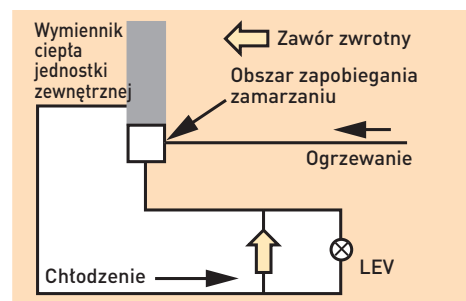 Wymiennik
ciepła
jednostki
zewnętrznej
Zawór zwrotny
Obszar zapobiegania
zamarzaniu
Ogrzewanie
LEV
Chłodzenie